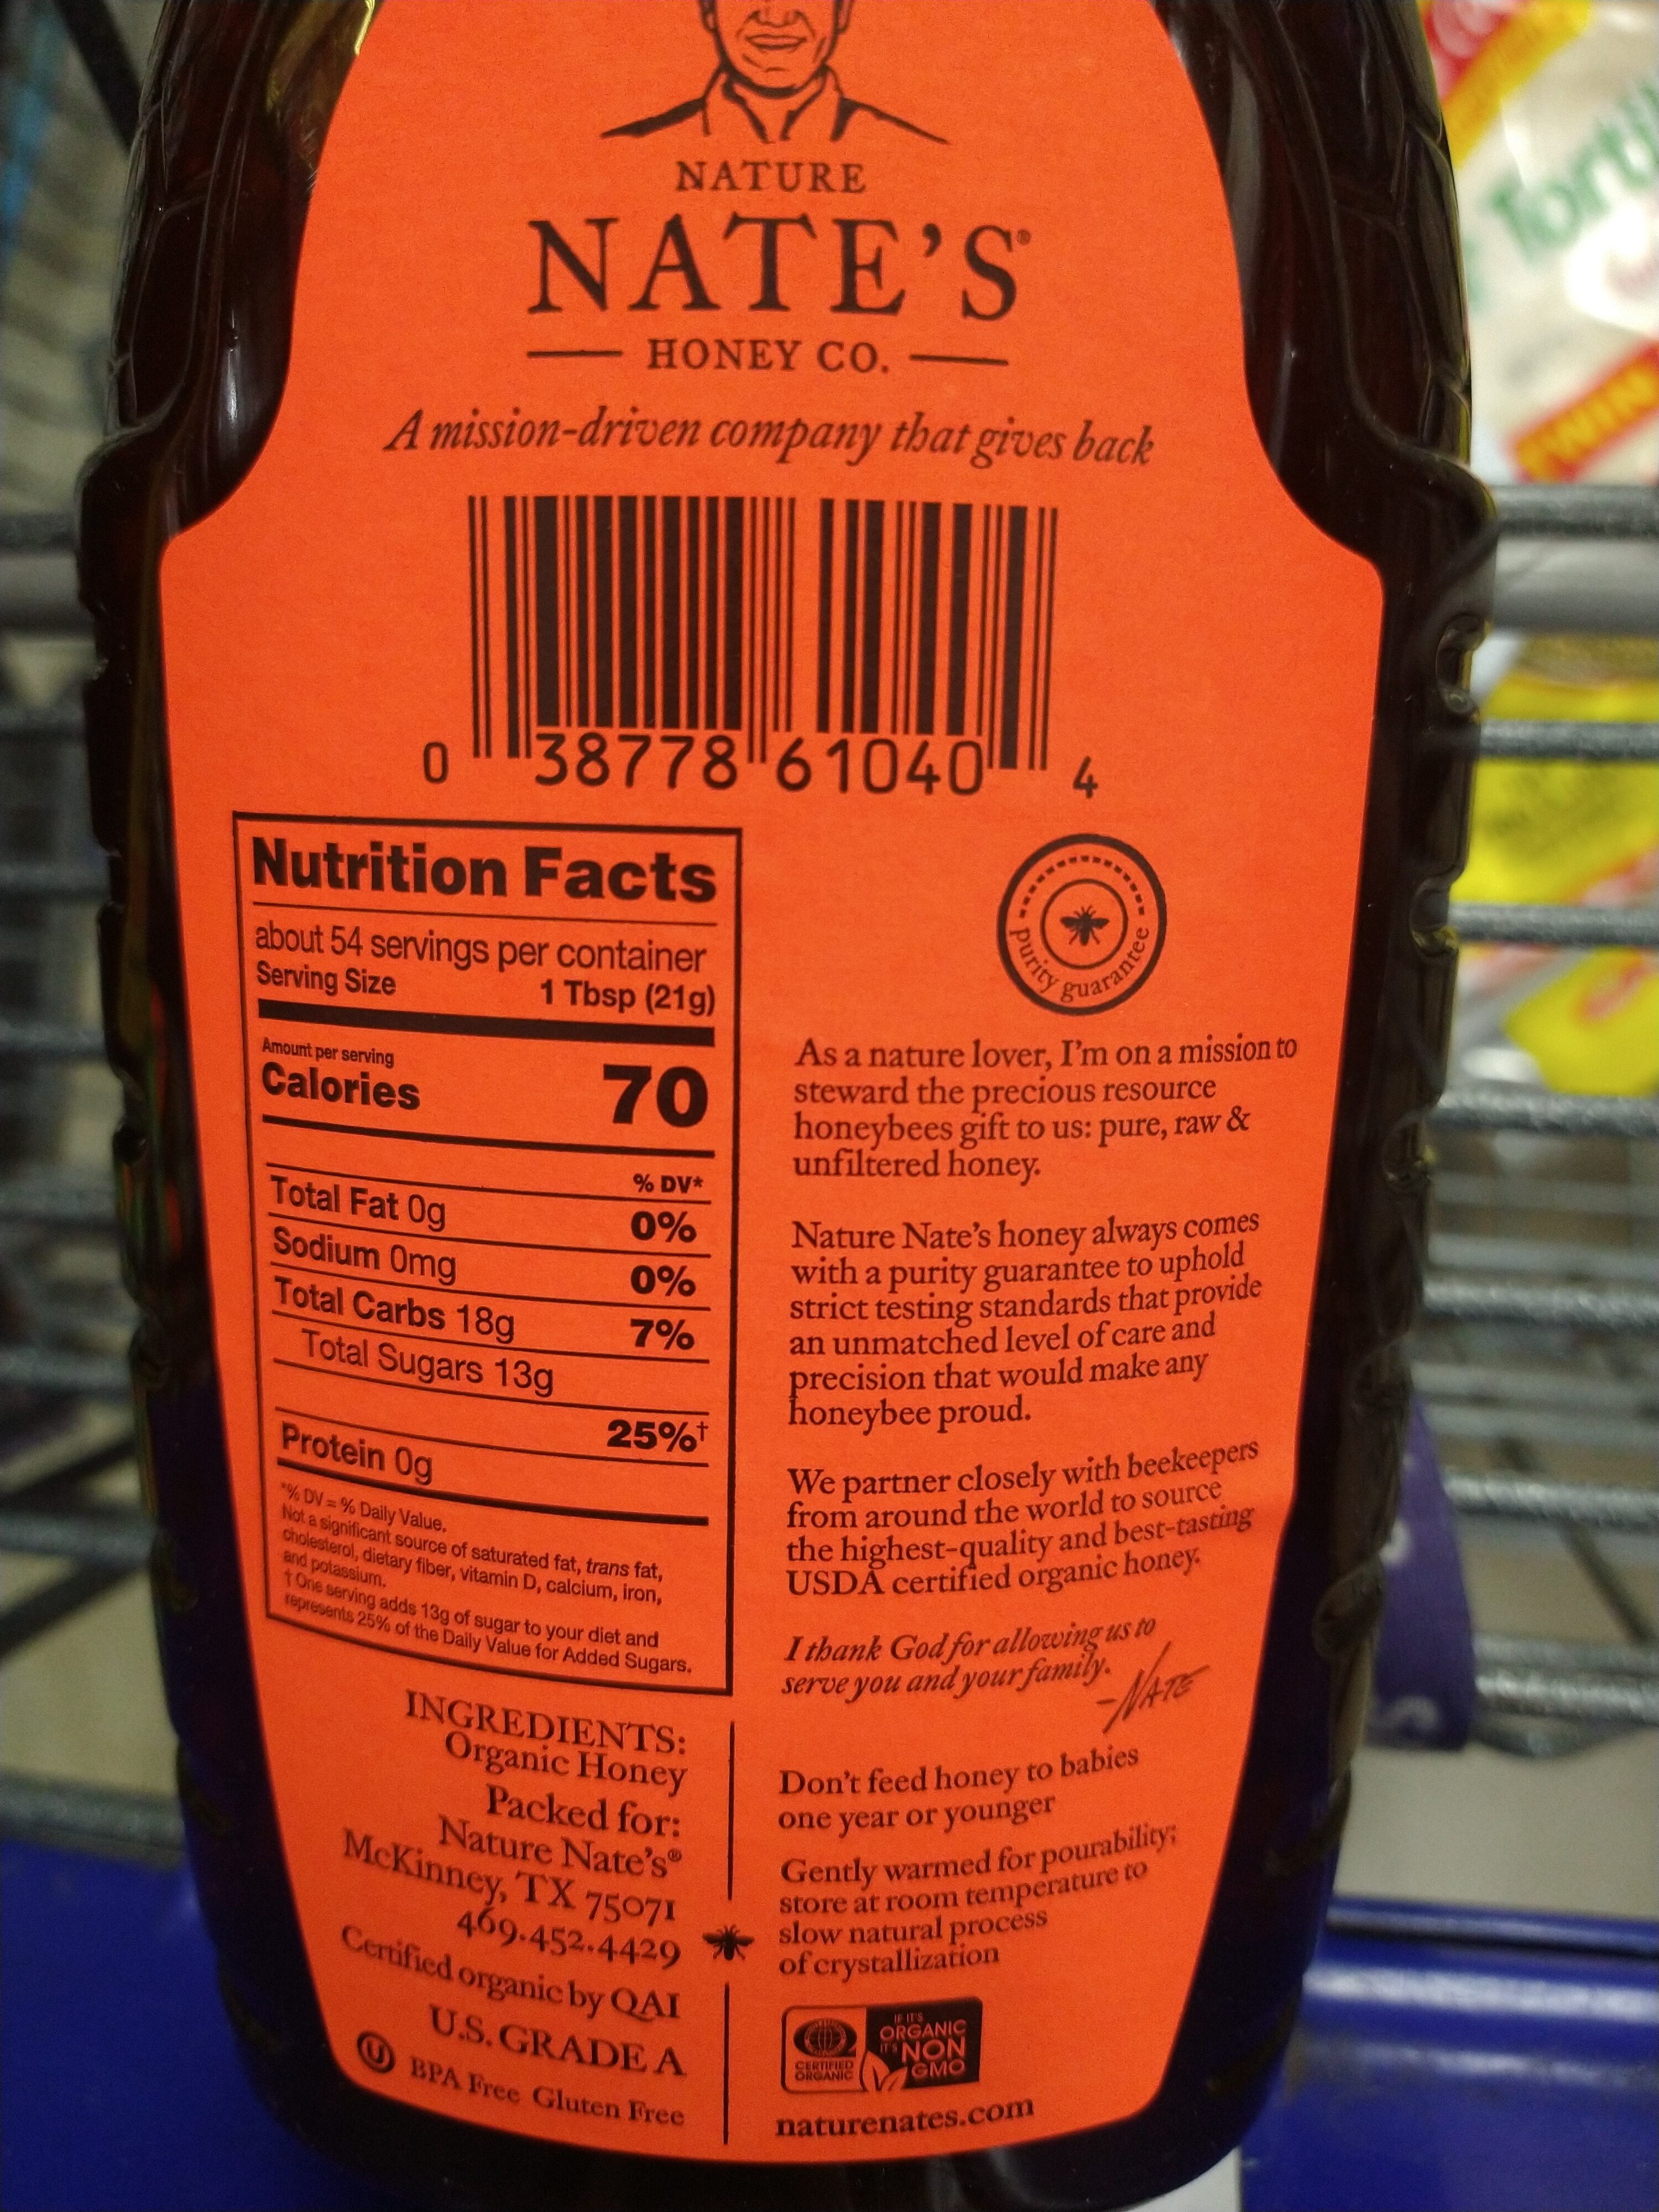 NATURE
NATE'S®
HONEY CO.
A mission-driven company that gives back
0 38778 61040 4
Nutrition Facts
about 54 servings per container
Serving Size 1 Tbsp (21g)
Amount per serving
Calories 70
% DV*
Total Fat 0g 0%
Sodium 0mg 0%
Total Carbs 18g 7%
Total Sugars 13g
25%†
Protein 0g
*% DV = % Daily Value.
Not a significant source of saturated fat, trans fat,
cholesterol, dietary fiber, vitamin D, calcium, iron,
and potassium.
† One serving adds 13g of sugar to your diet and
represents 25% of the Daily Value for Added Sugars.
INGREDIENTS:
Organic Honey
Packed for:
Nature Nate's®
McKinney, TX 75071
469.452.4429
Certified organic by QAI
U.S. GRADE A
U BPA Free Gluten Free
purity guarantee
As a nature lover, I'm on a mission to
steward the precious resource
honeybees gift to us: pure, raw &
unfiltered honey.
Nature Nate's honey always comes
with a purity guarantee to uphold
strict testing standards that provide
an unmatched level of care and
precision that would make any
honeybee proud.
We partner closely with beekeepers
from around the world to source
the highest-quality and best-tasting
USDA certified organic honey.
I thank God for allowing us to
serve you and your family.
-NATE
Don't feed honey to babies
one year or younger
Gently warmed for pourability;
store at room temperature to
slow natural process
of crystallization
CERTIFIED
ORGANIC
IF IT'S
ORGANIC
IT'S NON
GMO
naturenates.com